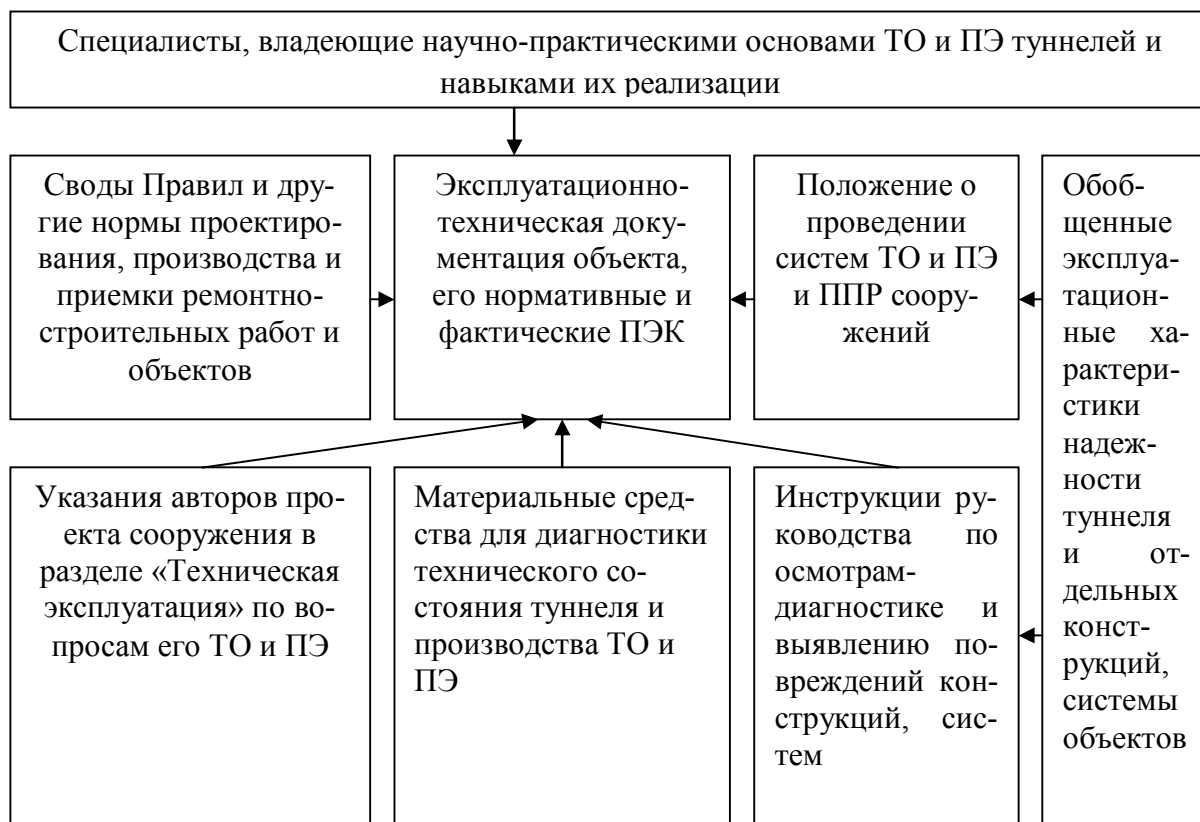 Специалисты, владеющие научно-практическими основами ТО и ПЭ туннелей и
навыками их реализации
Своды Правил и дру-
гие нормы проектиро-
вания, производства и
приемки ремонтно-
строительных работ и
объектов
Эксплуатационно-
техническая доку-
ментация объекта,
его нормативные и
фактические ПЭК
Положение о
проведении
систем ТО и ПЭ
и ППР соору-
жений
Обоб-
щенные
эксплуа-
тацион-
ные ха-
рактери-
стики
надеж-
ности
туннеля
и от-
дельных
конст-
рукций,
системы
объектов
Указания авторов про-
екта сооружения в
разделе «Техническая
эксплуатация» по во-
просам его ТО и ПЭ
Материальные сред-
ства для диагностики
технического со-
стояния туннеля и
производства ТО и
ПЭ
Инструкции ру-
ководства по
осмотрам-
диагностике и
выявлению по-
вреждений кон-
струкций, сис-
тем